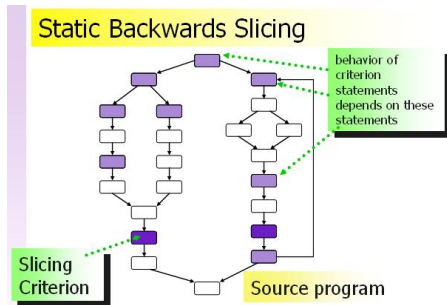 Static Backwards Slicing
behavior of
criterion
statements
depends on these
statements
Slicing
Criterion
Source program